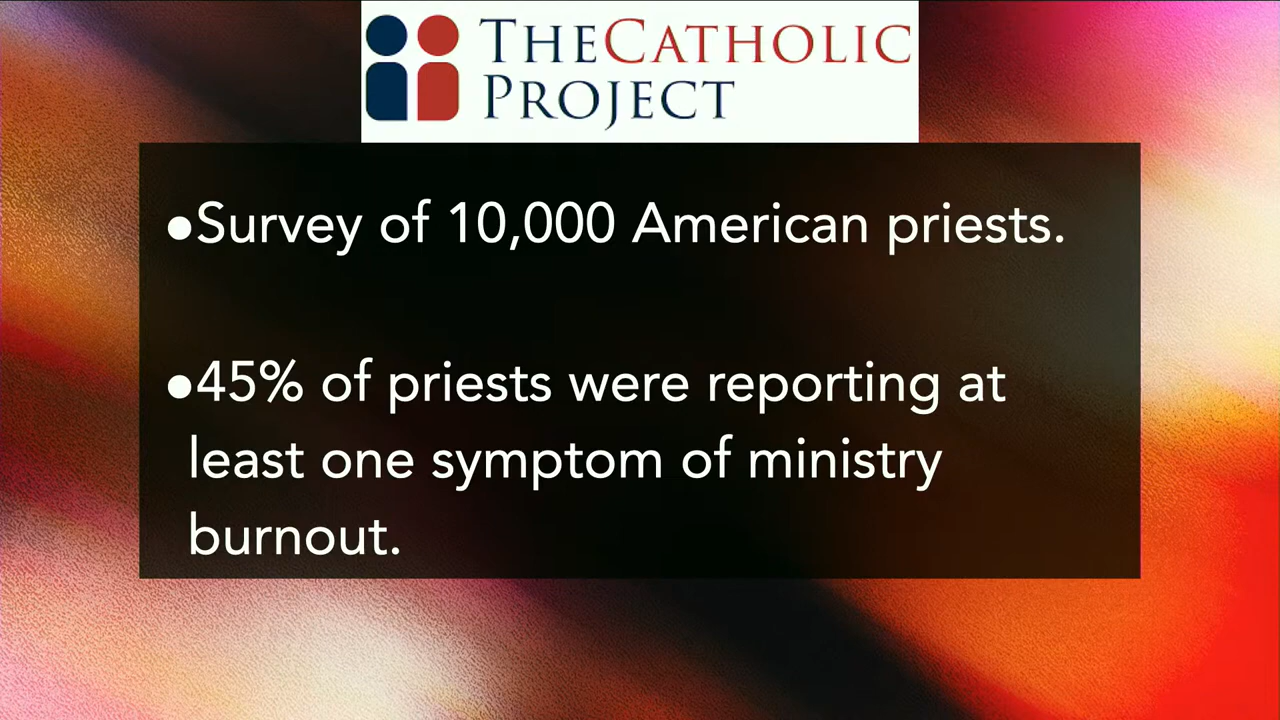 THECATHOLIC
PROJECT
•Survey of 10,000 American priests.
•45% of priests were reporting at
least one symptom of ministry
burnout.